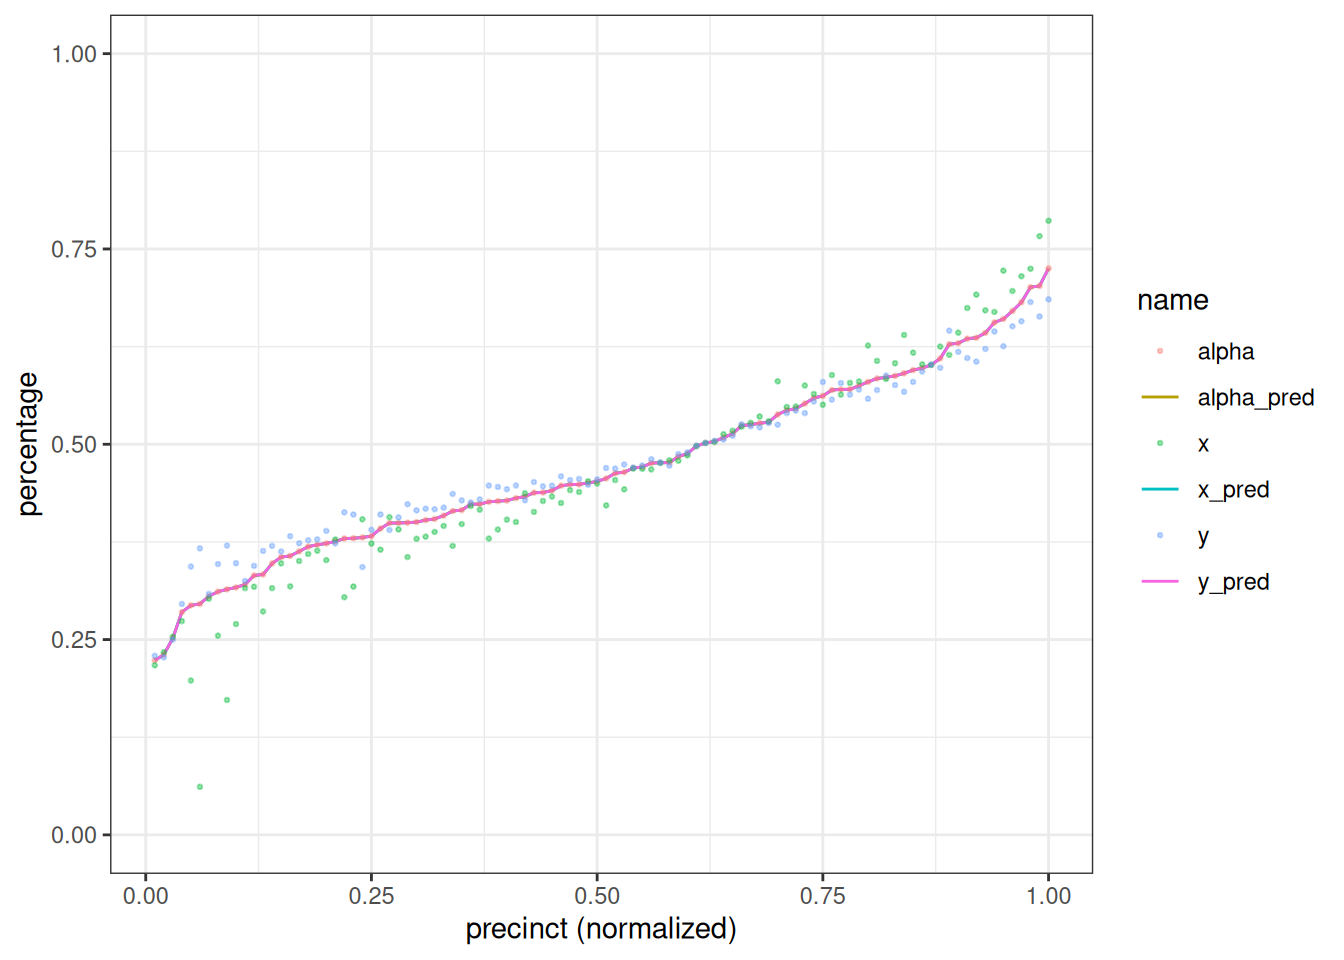 1.00
0.75
0.50
0.25
0.00
percentage
0.00 0.25 0.50 0.75 1.00
precinct (normalized)
name
alpha
alpha_pred
x
x_pred
y
y_pred